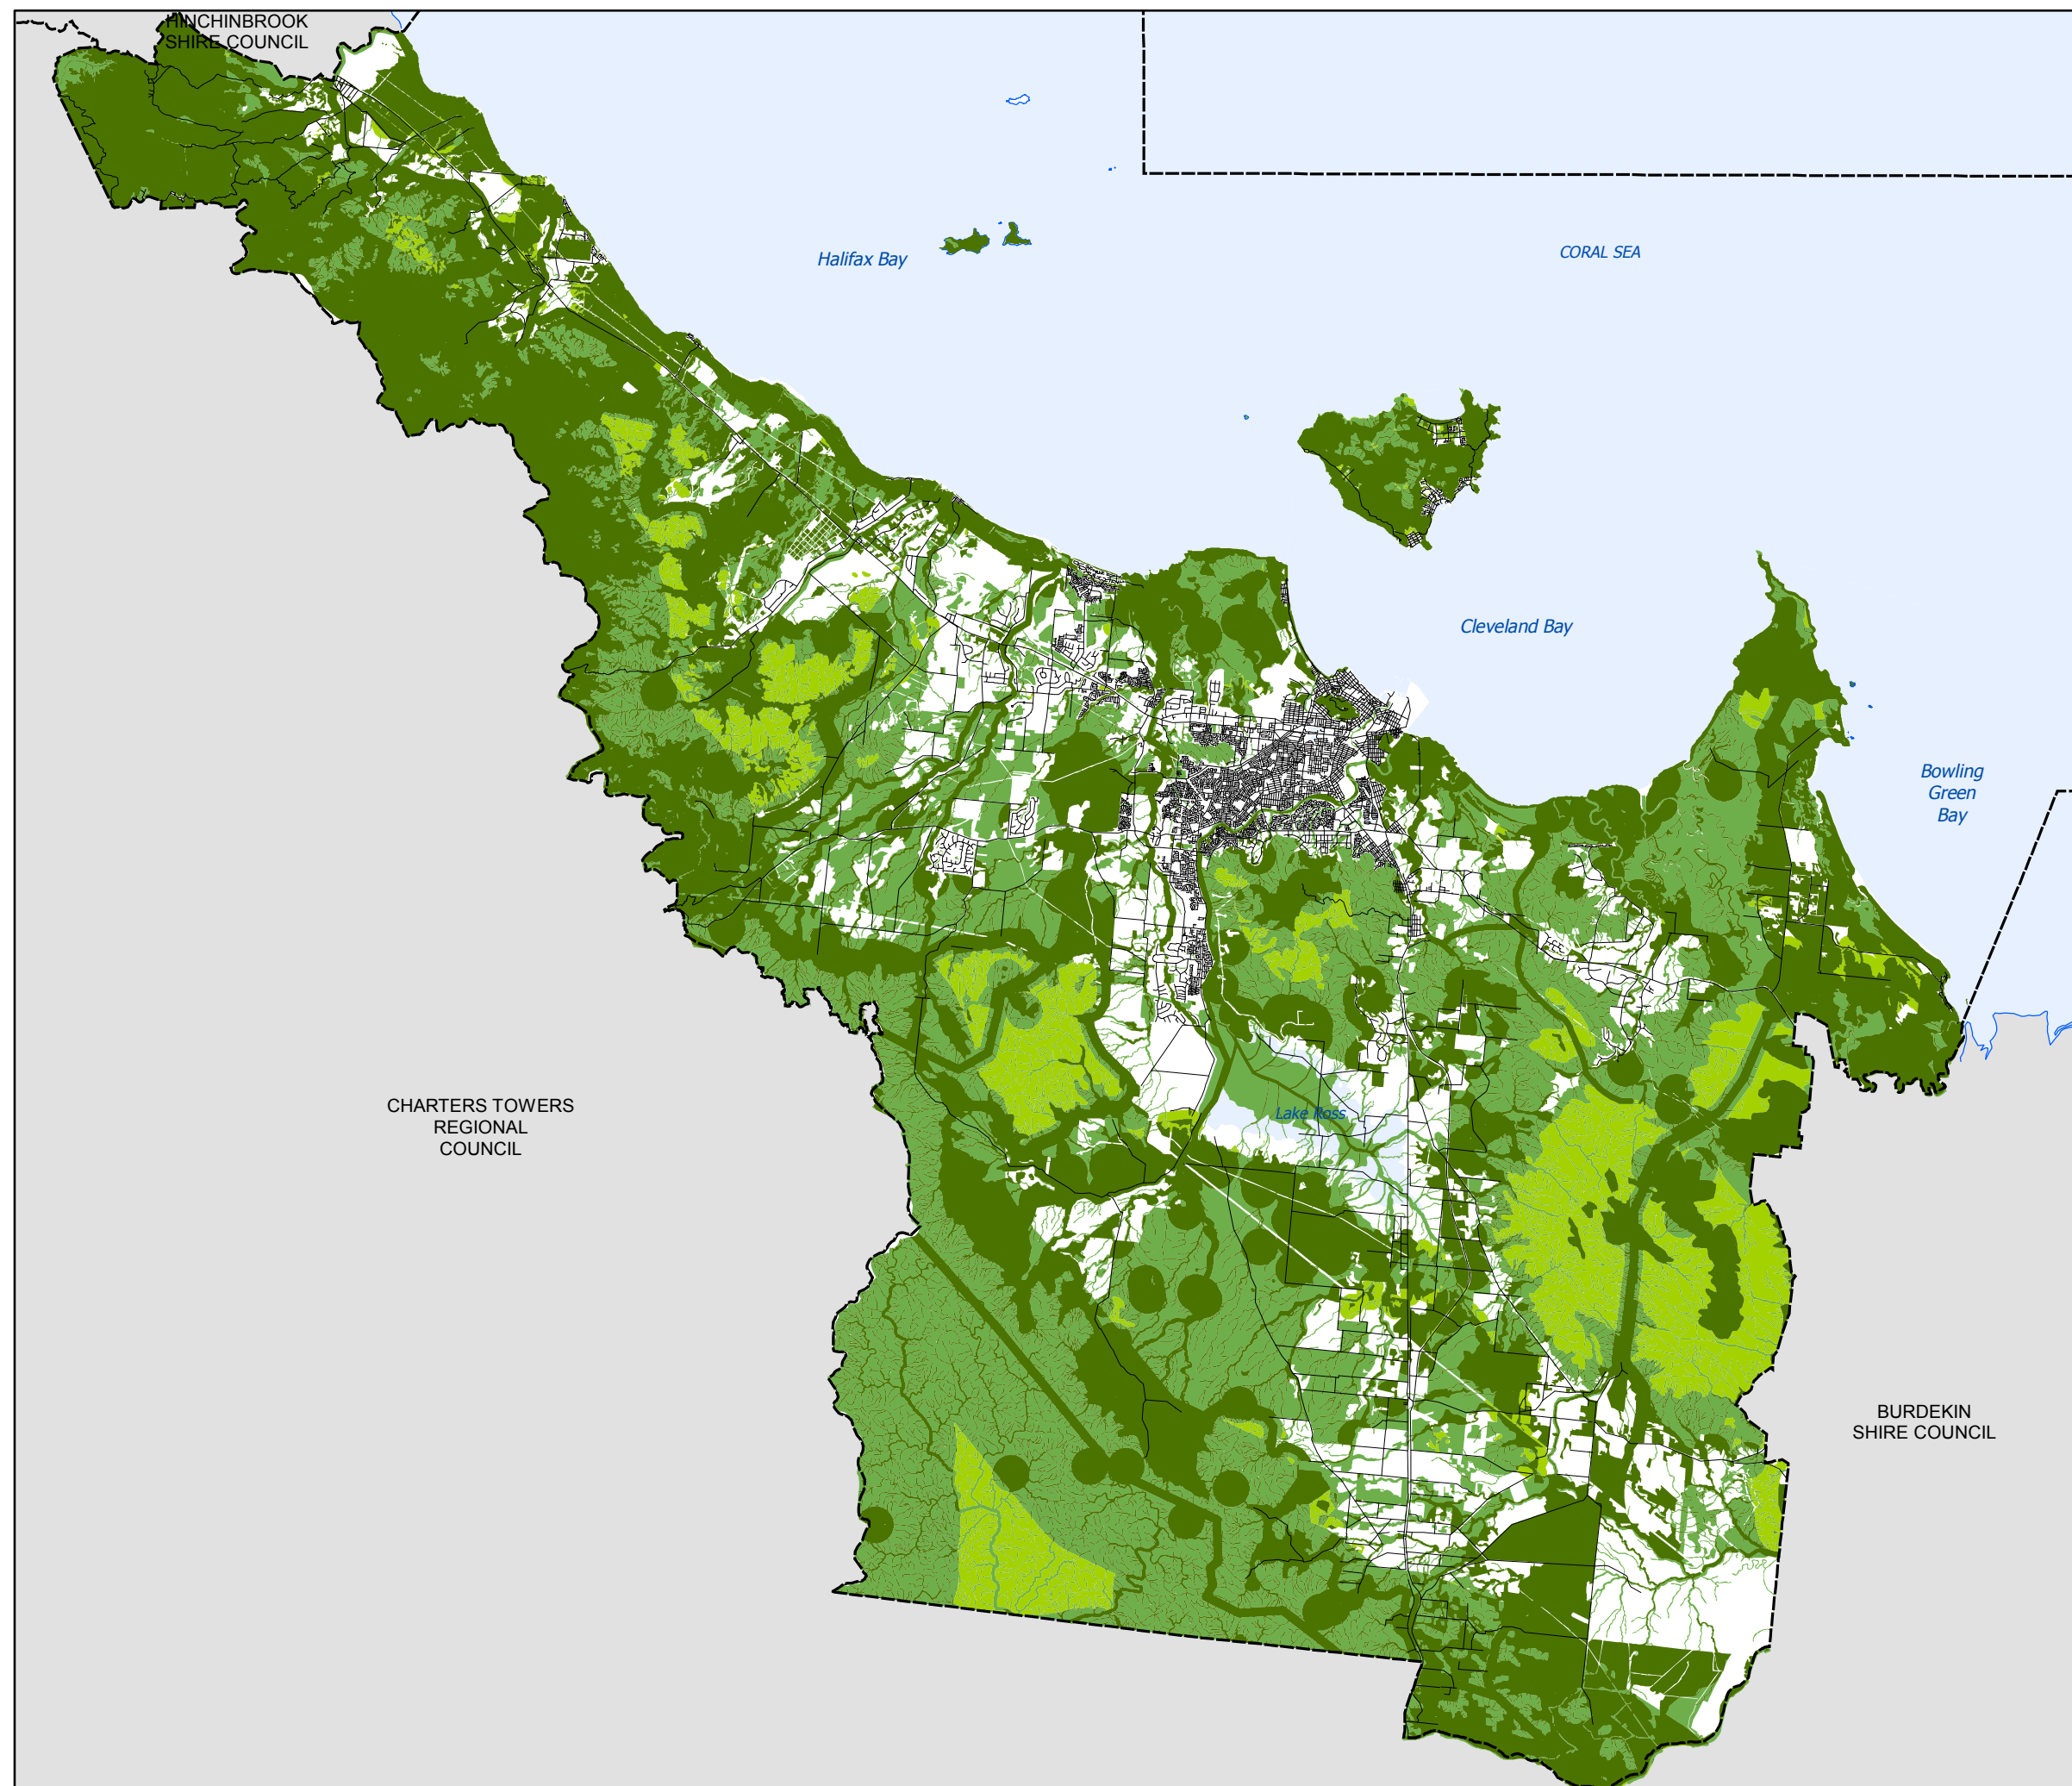 HINCHINBROOK
SHIRE COUNCIL
Halifax Bay
CORAL SEA
Cleveland Bay
Bowling
Green
Bay
CHARTERS TOWERS
REGIONAL
COUNCIL
Lake Ross
BURDEKIN
SHIRE COUNCIL